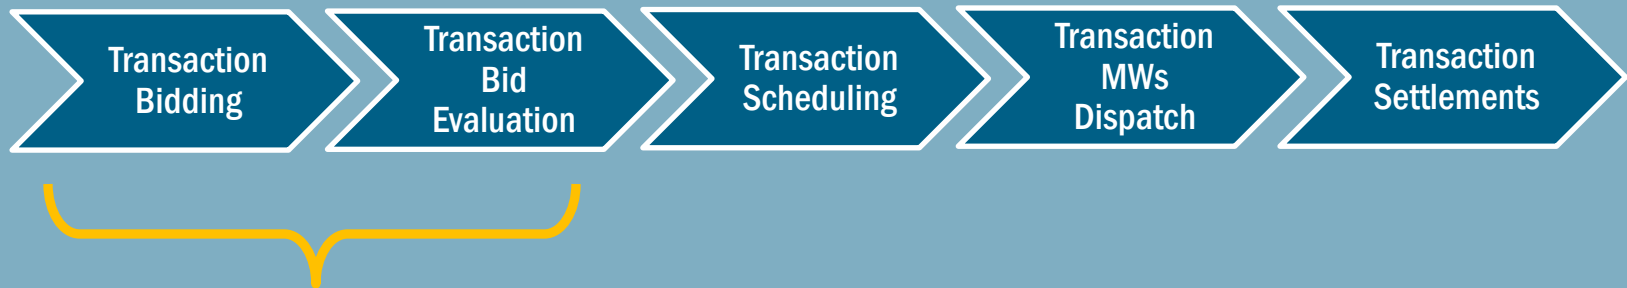 Transaction
Bidding
Transaction
Bid
Evaluation
Transaction
Scheduling
Transaction
MWs
Dispatch
Transaction
Settlements